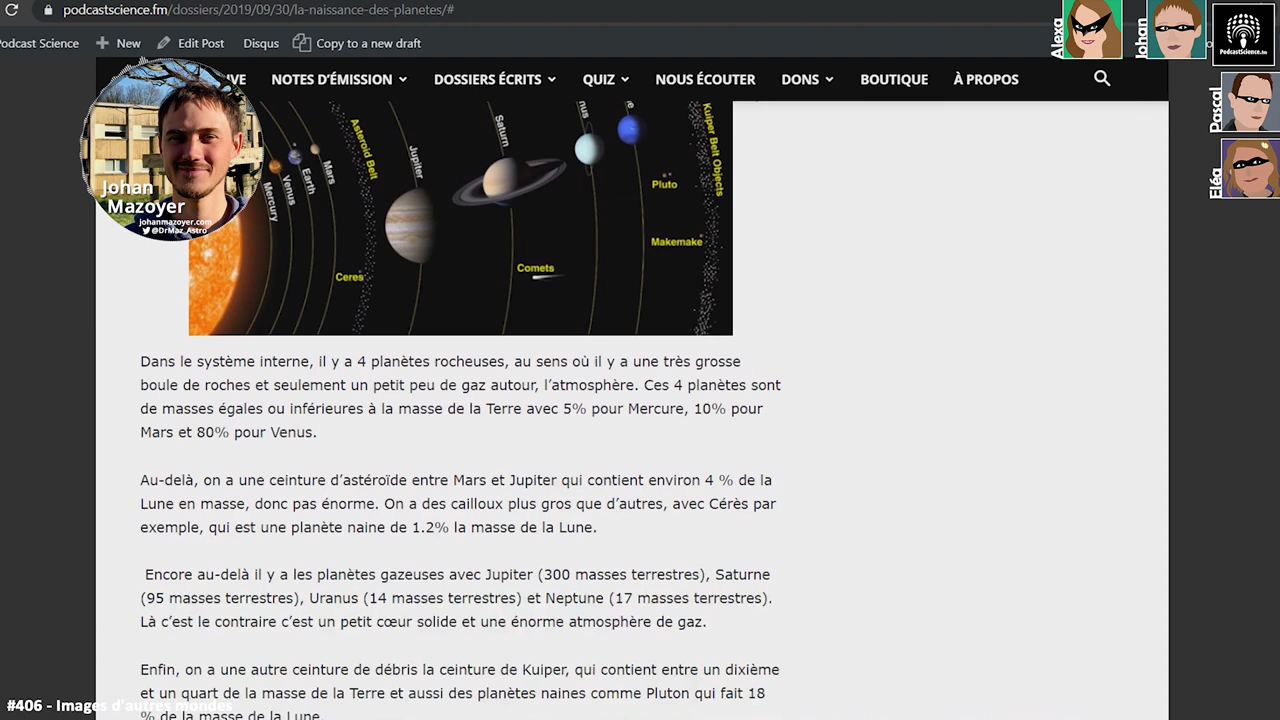 podcastscience.fm/dossiers/2019/09/30/la-naissance-des-planetes/#
odcast Science
New
Edit Post
Disqus
Copy to a new draft
Alexa
Johan
PodcastScience.fm
Pascal
Eléa
IVE
NOTES D'ÉMISSION
DOSSIERS ÉCRITS
QUIZ
NOUS ÉCOUTER
DONS
BOUTIQUE
À PROPOS
Johan
Mazoyer
johanmazoyer.com
@DrMaz_Astro
Mercury
Venus
Earth
Mars
Asteroid Belt
Ceres
Jupiter
Saturn
Comets
nus
e
Pluto
Makemake
Kuiper Belt Objects
Dans le système interne, il y a 4 planètes rocheuses, au sens où il y a une très grosse
boule de roches et seulement un petit peu de gaz autour, l'atmosphère. Ces 4 planètes sont
de masses égales ou inférieures à la masse de la Terre avec 5% pour Mercure, 10% pour
Mars et 80% pour Venus.
Au-delà, on a une ceinture d'astéroïde entre Mars et Jupiter qui contient environ 4 % de la
Lune en masse, donc pas énorme. On a des cailloux plus gros que d'autres, avec Cérès par
exemple, qui est une planète naine de 1.2% la masse de la Lune.
Encore au-delà il y a les planètes gazeuses avec Jupiter (300 masses terrestres), Saturne
(95 masses terrestres), Uranus (14 masses terrestres) et Neptune (17 masses terrestres).
Là c'est le contraire c'est un petit cœur solide et une énorme atmosphère de gaz.
Enfin, on a une autre ceinture de débris la ceinture de Kuiper, qui contient entre un dixième
et un quart de la masse de la Terre et aussi des planètes naines comme Pluton qui fait 18
% de la masse de la Lune.
#406 - Images d'autres mondes